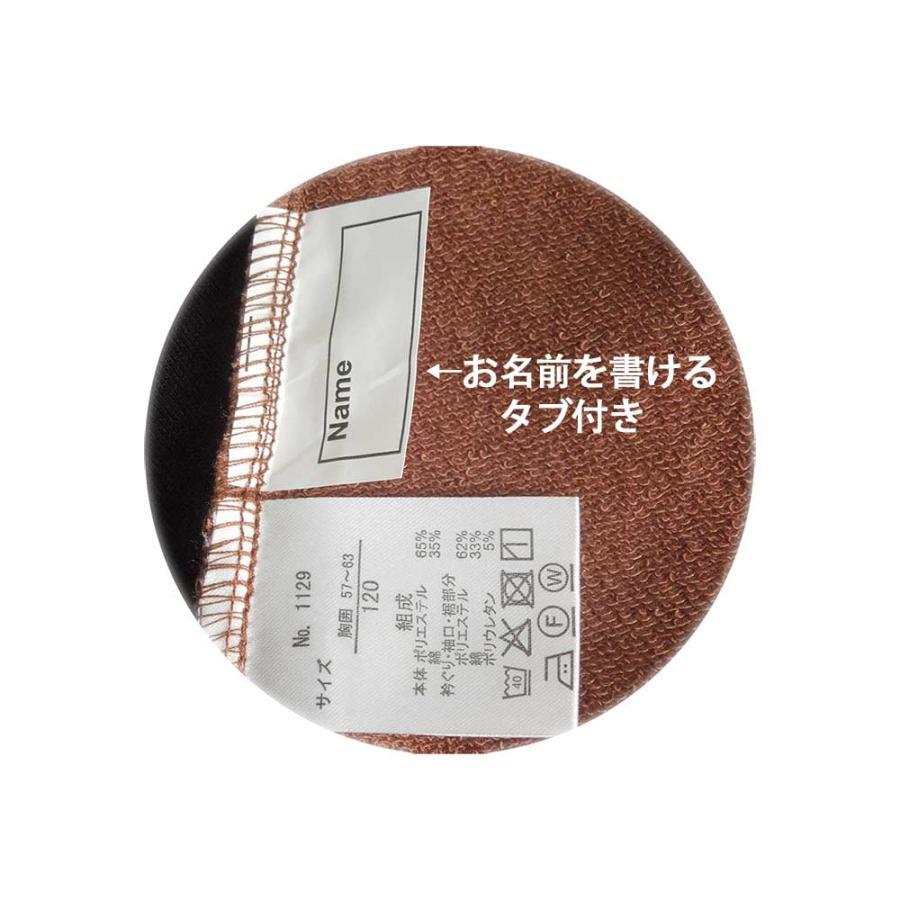 ←お名前を書ける
タブ付き
Name
No. 1129
サイズ
胸囲 57～63
120
組成
本体 ポリエステル 65%
綿 35%
衿ぐり・袖口・裾部分
ポリエステル 62%
綿 33%
ポリウレタン 5%
40
F W